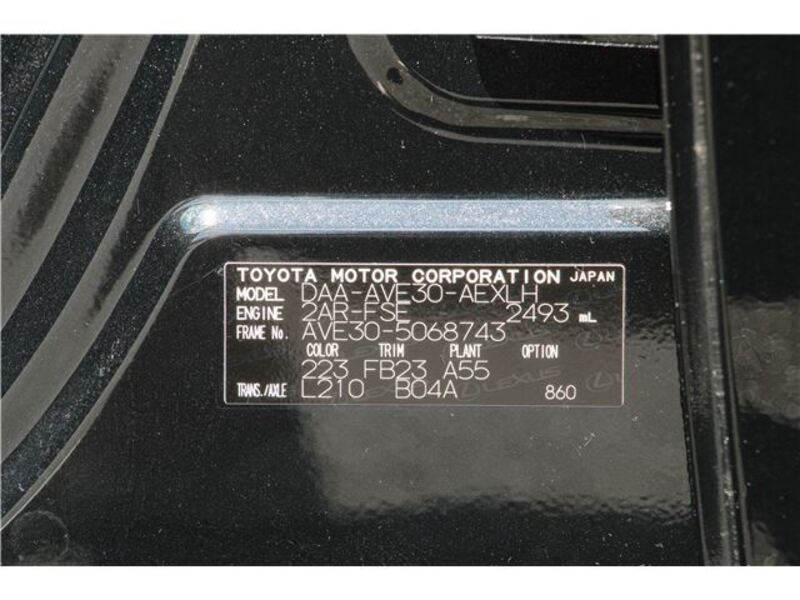 TOYOTA MOTOR CORPORATION JAPAN
MODEL DAA-AVE30-AEXLH
ENGINE 2AR-FSE 2493 mL
FRAME No. AVE30-5068743
COLOR TRIM PLANT OPTION
223 FB23 A55
TRANS./AXLE L210 B04A 860
LEXUS